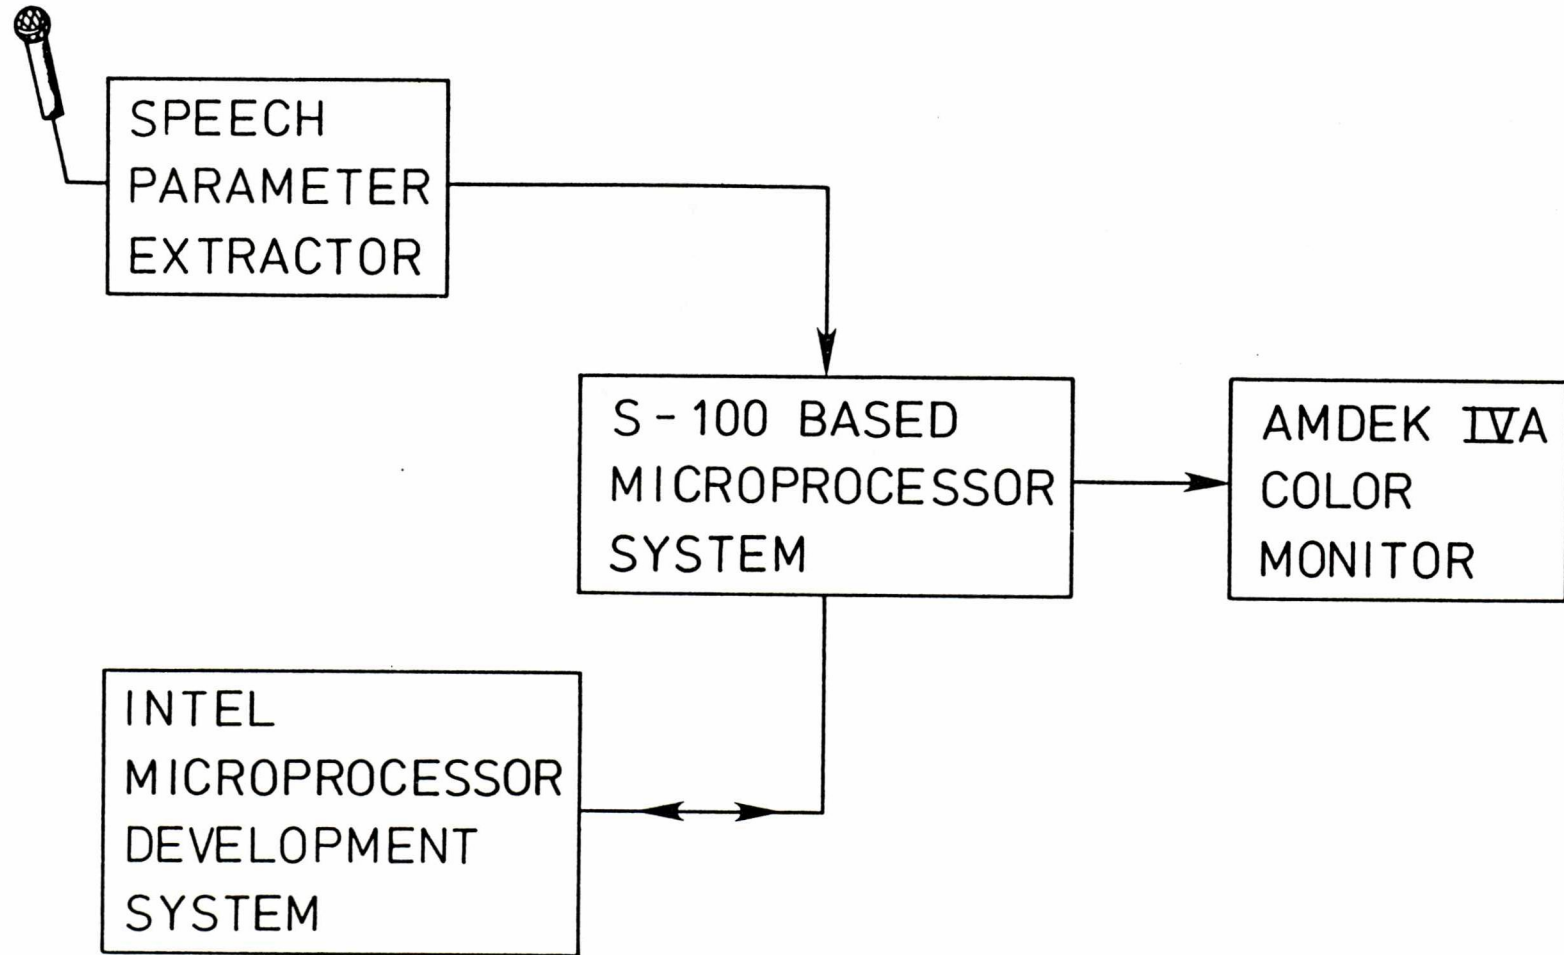 SPEECH
PARAMETER
EXTRACTOR
S-100 BASED
MICROPROCESSOR
SYSTEM
AMDEK IVA
COLOR
MONITOR
INTEL
MICROPROCESSOR
DEVELOPMENT
SYSTEM